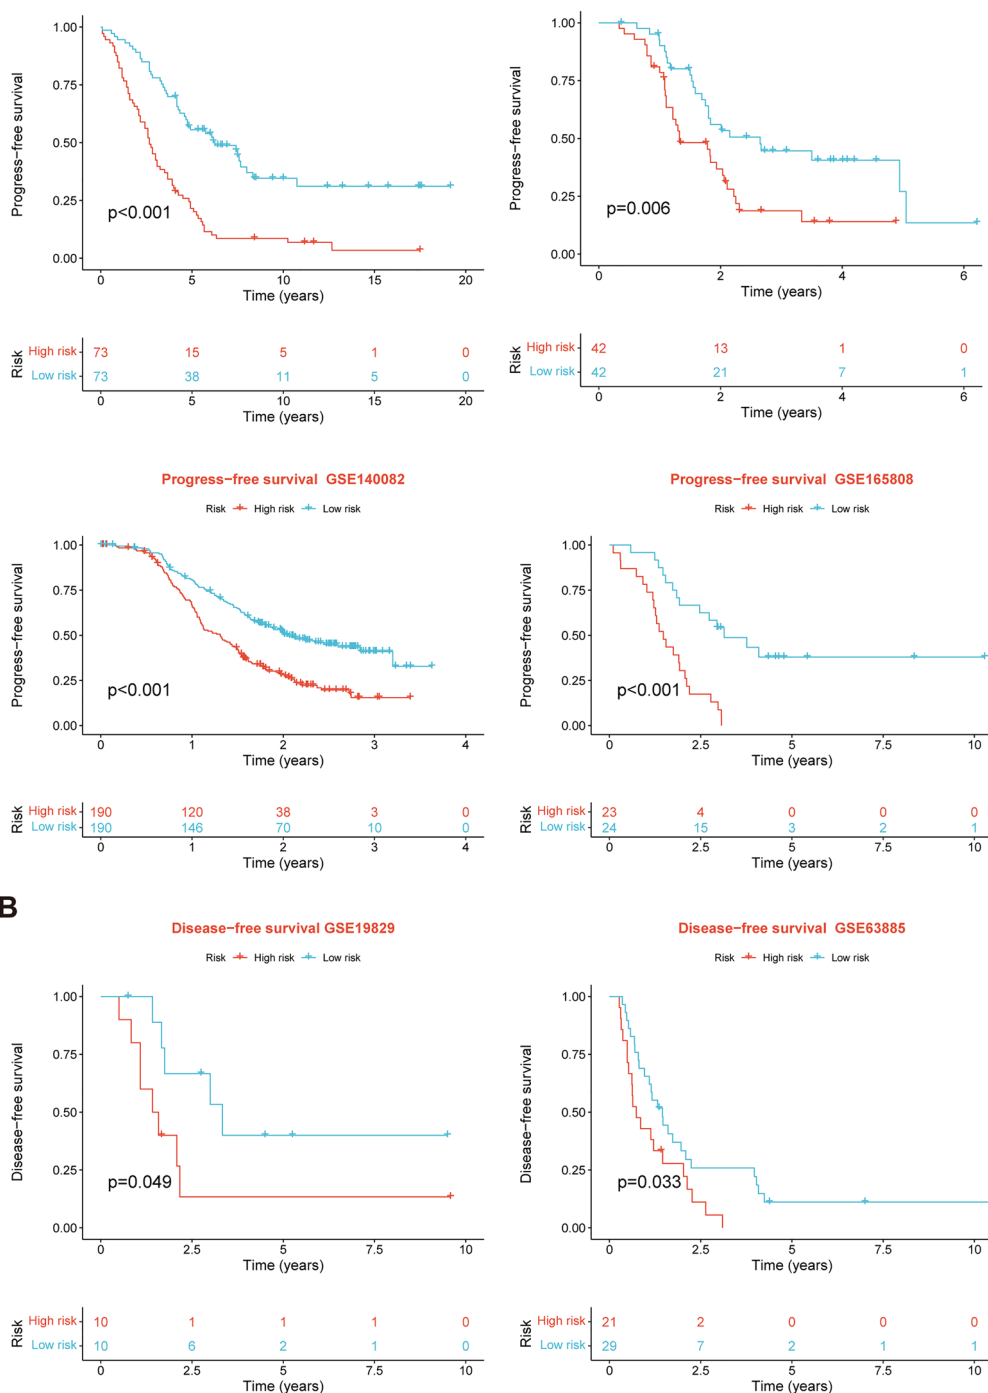 1.00
0.75
0.50
0.25
0.00
Progress−free survival
p<0.001
0 5 10 15 20
Time (years)
Risk
High risk 73 15 5 1 0
Low risk 73 38 11 5 0
0 5 10 15 20
Time (years)
1.00
0.75
0.50
0.25
0.00
Progress−free survival
p=0.006
0 2 4 6
Time (years)
Risk
High risk 42 13 1 0
Low risk 42 21 7 1
0 2 4 6
Time (years)
Progress−free survival GSE140082
Risk High risk Low risk
1.00
0.75
0.50
0.25
0.00
Progress−free survival
p<0.001
0 1 2 3 4
Time (years)
Risk
High risk 190 120 38 3 0
Low risk 190 146 70 10 0
0 1 2 3 4
Time (years)
Progress−free survival GSE165808
Risk High risk Low risk
1.00
0.75
0.50
0.25
0.00
Progress−free survival
p<0.001
0 2.5 5 7.5 10
Time (years)
Risk
High risk 23 4 0 0 0
Low risk 24 15 3 2 1
0 2.5 5 7.5 10
Time (years)
B
Disease−free survival GSE19829
Risk High risk Low risk
1.00
0.75
0.50
0.25
0.00
Disease−free survival
p=0.049
0 2.5 5 7.5 10
Time (years)
Risk
High risk 10 1 1 1 0
Low risk 10 6 2 1 0
0 2.5 5 7.5 10
Time (years)
Disease−free survival GSE63885
Risk High risk Low risk
1.00
0.75
0.50
0.25
0.00
Disease−free survival
p=0.033
0 2.5 5 7.5 10
Time (years)
Risk
High risk 21 2 0 0 0
Low risk 29 7 2 1 1
0 2.5 5 7.5 10
Time (years)